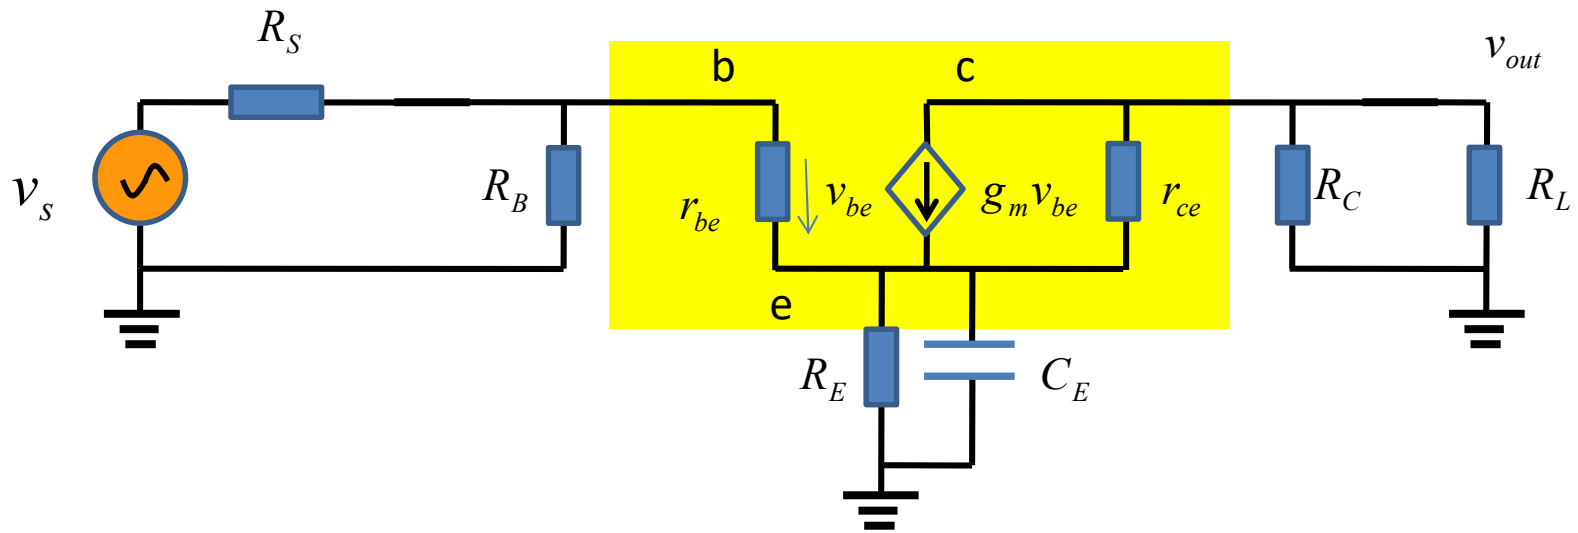 R_S
b
c
v_out
v_s
R_B
r_be
v_be
g_m v_be
r_ce
R_C
R_L
e
R_E
C_E